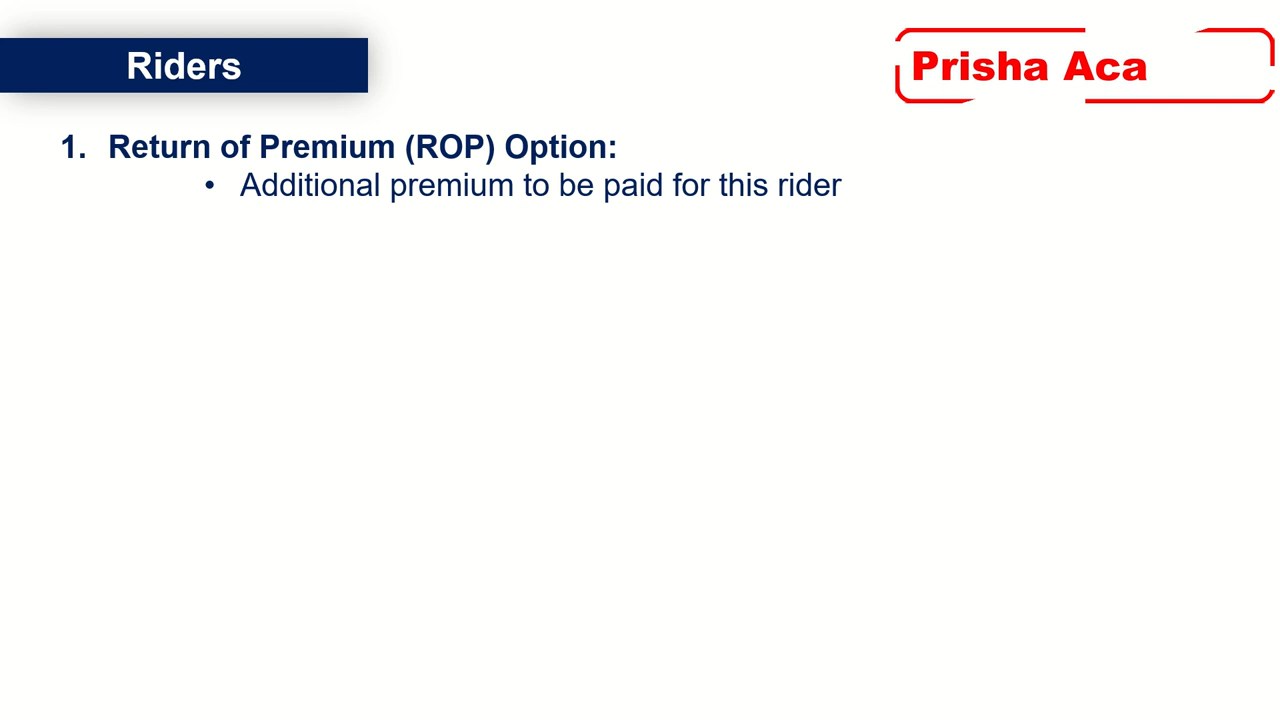 Riders
Prisha Aca
1. Return of Premium (ROP) Option:
• Additional premium to be paid for this rider